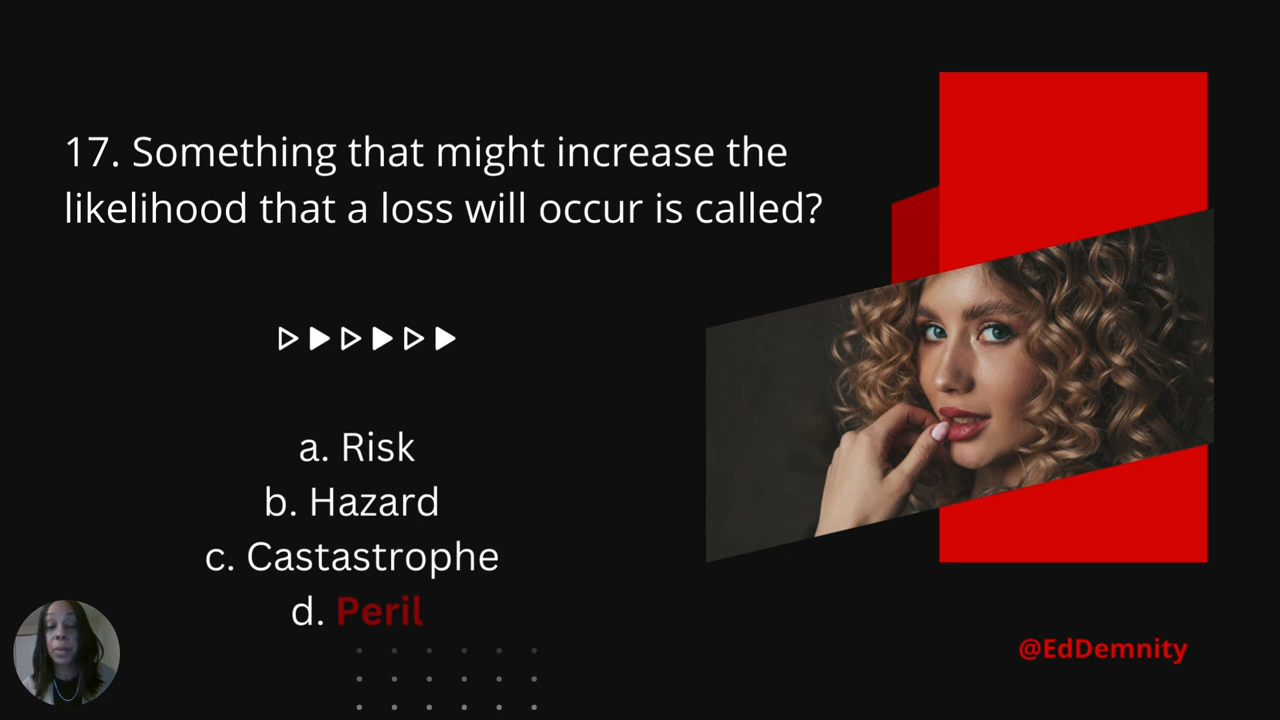 17. Something that might increase the
likelihood that a loss will occur is called?
a. Risk
b. Hazard
c. Castastrophe
d. Peril
@EdDemnity